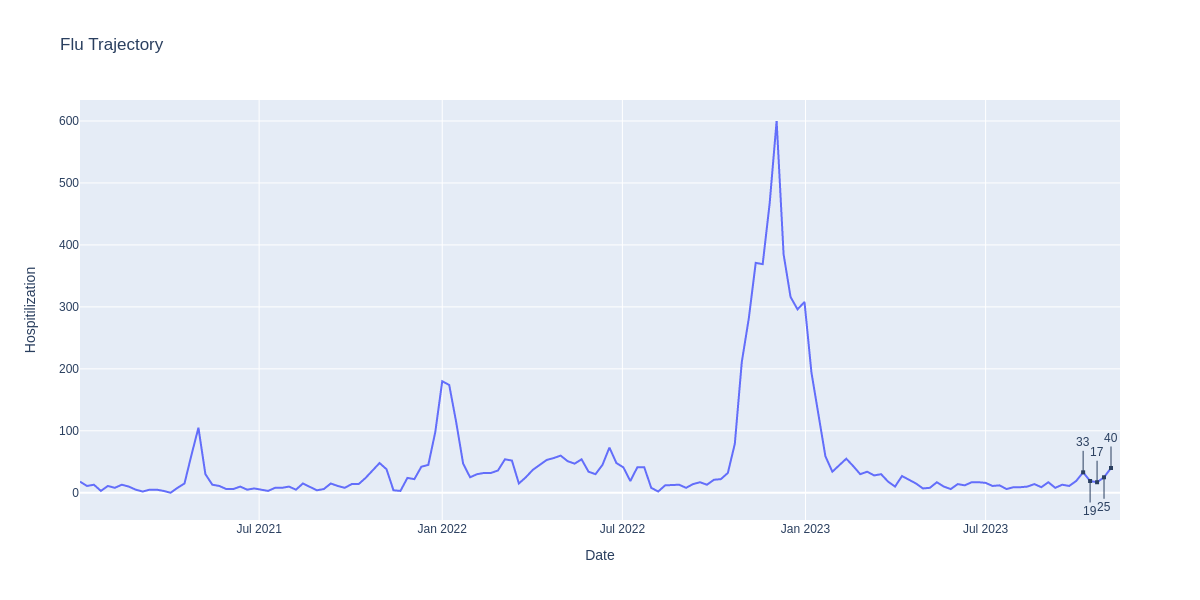 Flu Trajectory
Hospitilization
600
500
400
300
200
100
0
33
17
40
19
25
Jul 2021
Jan 2022
Jul 2022
Jan 2023
Jul 2023
Date